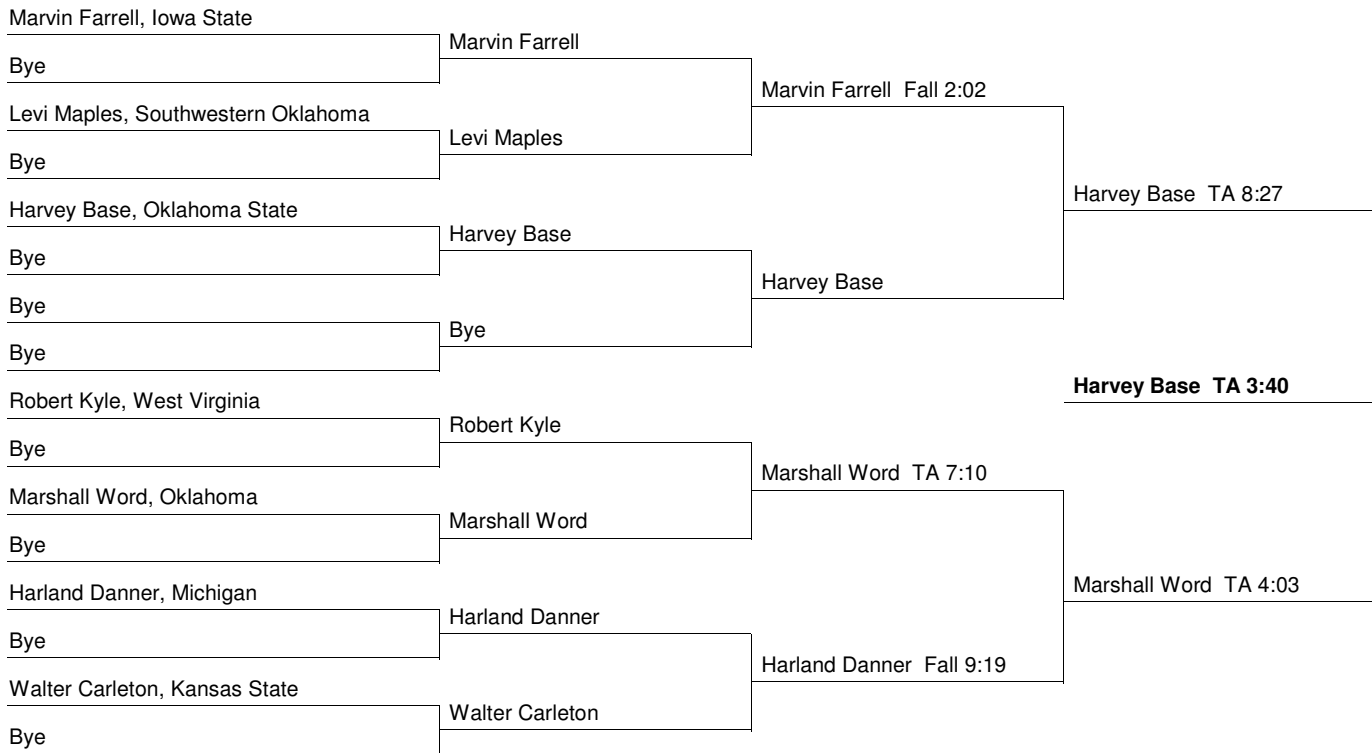 Marvin Farrell, Iowa State
Bye
Levi Maples, Southwestern Oklahoma
Bye
Harvey Base, Oklahoma State
Bye
Bye
Bye
Robert Kyle, West Virginia
Bye
Marshall Word, Oklahoma
Bye
Harland Danner, Michigan
Bye
Walter Carleton, Kansas State
Bye
Marvin Farrell
Levi Maples
Harvey Base
Bye
Robert Kyle
Marshall Word
Harland Danner
Walter Carleton
Marvin Farrell Fall 2:02
Harvey Base
Marshall Word TA 7:10
Harland Danner Fall 9:19
Harvey Base TA 8:27
Harvey Base TA 3:40
Marshall Word TA 4:03